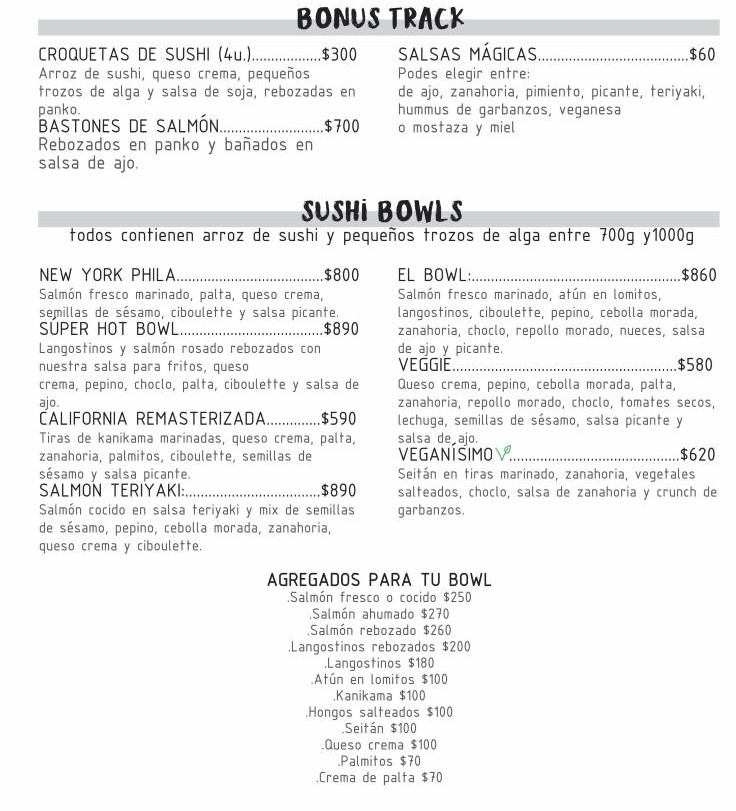 BONUS TRACK
CROQUETAS DE SUSHI (4u.)................$300
Arroz de sushi, queso crema, pequeños
trozos de alga y salsa de soja, rebozadas en
panko.
BASTONES DE SALMÓN..........................$700
Rebozados en panko y bañados en
salsa de ajo.
SALSAS MÁGICAS......................................$60
Podes elegir entre:
de ajo, zanahoria, pimiento, picante, teriyaki,
hummus de garbanzos, veganesa
o mostaza y miel
SUSHi BOWLS
todos contienen arroz de sushi y pequeños trozos de alga entre 700g y1000g
NEW YORK PHILA.....................................$800
Salmón fresco marinado, palta, queso crema,
semillas de sésamo, ciboulette y salsa picante.
SUPER HOT BOWL....................................$890
Langostinos y salmón rosado rebozados con
nuestra salsa para fritos, queso
crema, pepino, choclo, palta, ciboulette y salsa de
ajo.
CALIFORNIA REMASTERIZADA.............$590
Tiras de kanikama marinadas, queso crema, palta,
zanahoria, palmitos, ciboulette, semillas de
sésamo y salsa picante.
SALMON TERIYAKI:..................................$890
Salmón cocido en salsa teriyaki y mix de semillas
de sésamo, pepino, cebolla morada, zanahoria,
queso crema y ciboulette.
EL BOWL:.....................................................$860
Salmón fresco marinado, atún en lomitos,
langostinos, ciboulette, pepino, cebolla morada,
zanahoria, choclo, repollo morado, nueces, salsa
de ajo y picante.
VEGGIE.........................................................$580
Queso crema, pepino, cebolla morada, palta,
zanahoria, repollo morado, choclo, tomates secos,
lechuga, semillas de sésamo, salsa picante y
salsa de ajo.
VEGANÍSIMO...........................................$620
Seitán en tiras marinado, zanahoria, vegetales
salteados, choclo, salsa de zanahoria y crunch de
garbanzos.
AGREGADOS PARA TU BOWL
.Salmón fresco o cocido $250
.Salmón ahumado $270
.Salmón rebozado $260
.Langostinos rebozados $200
.Langostinos $180
.Atún en lomitos $100
.Kanikama $100
.Hongos salteados $100
.Seitán $100
.Queso crema $100
.Palmitos $70
.Crema de palta $70